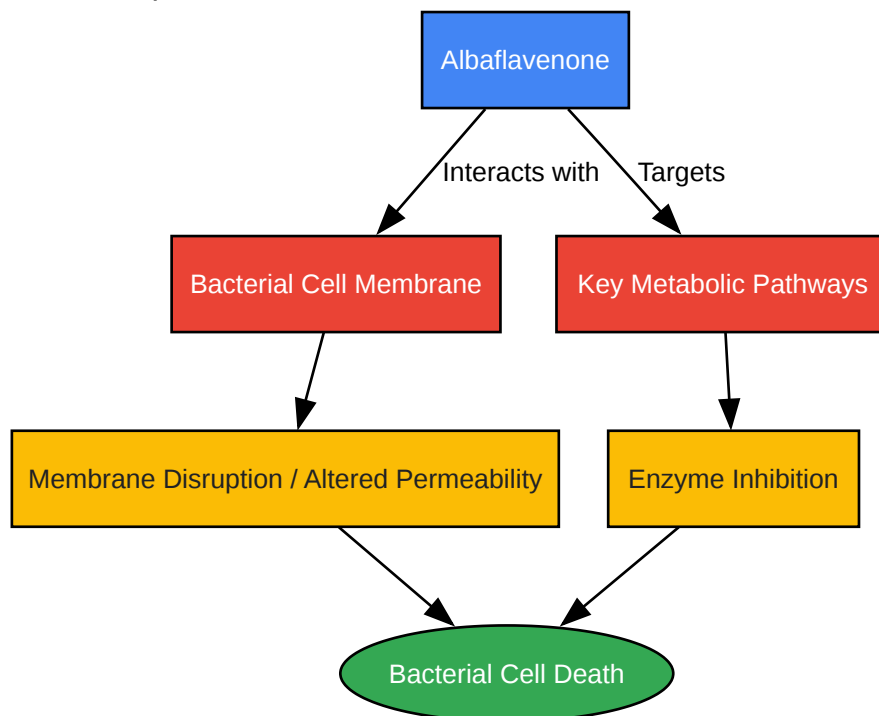 Albaflavenone
Interacts with
Targets
Bacterial Cell Membrane
Key Metabolic Pathways
Membrane Disruption / Altered Permeability
Enzyme Inhibition
Bacterial Cell Death